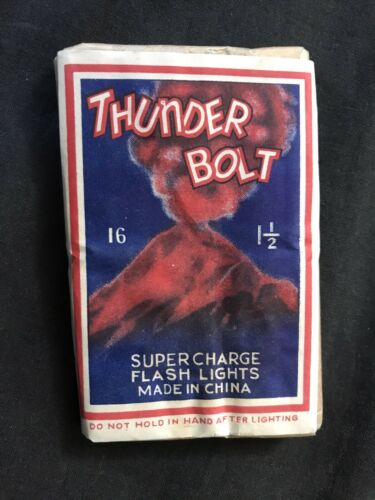 THUNDER
BOLT
16 1 1/2
SUPER CHARGE
FLASH LIGHTS
MADE IN CHINA
DO NOT HOLD IN HAND AFTER LIGHTING